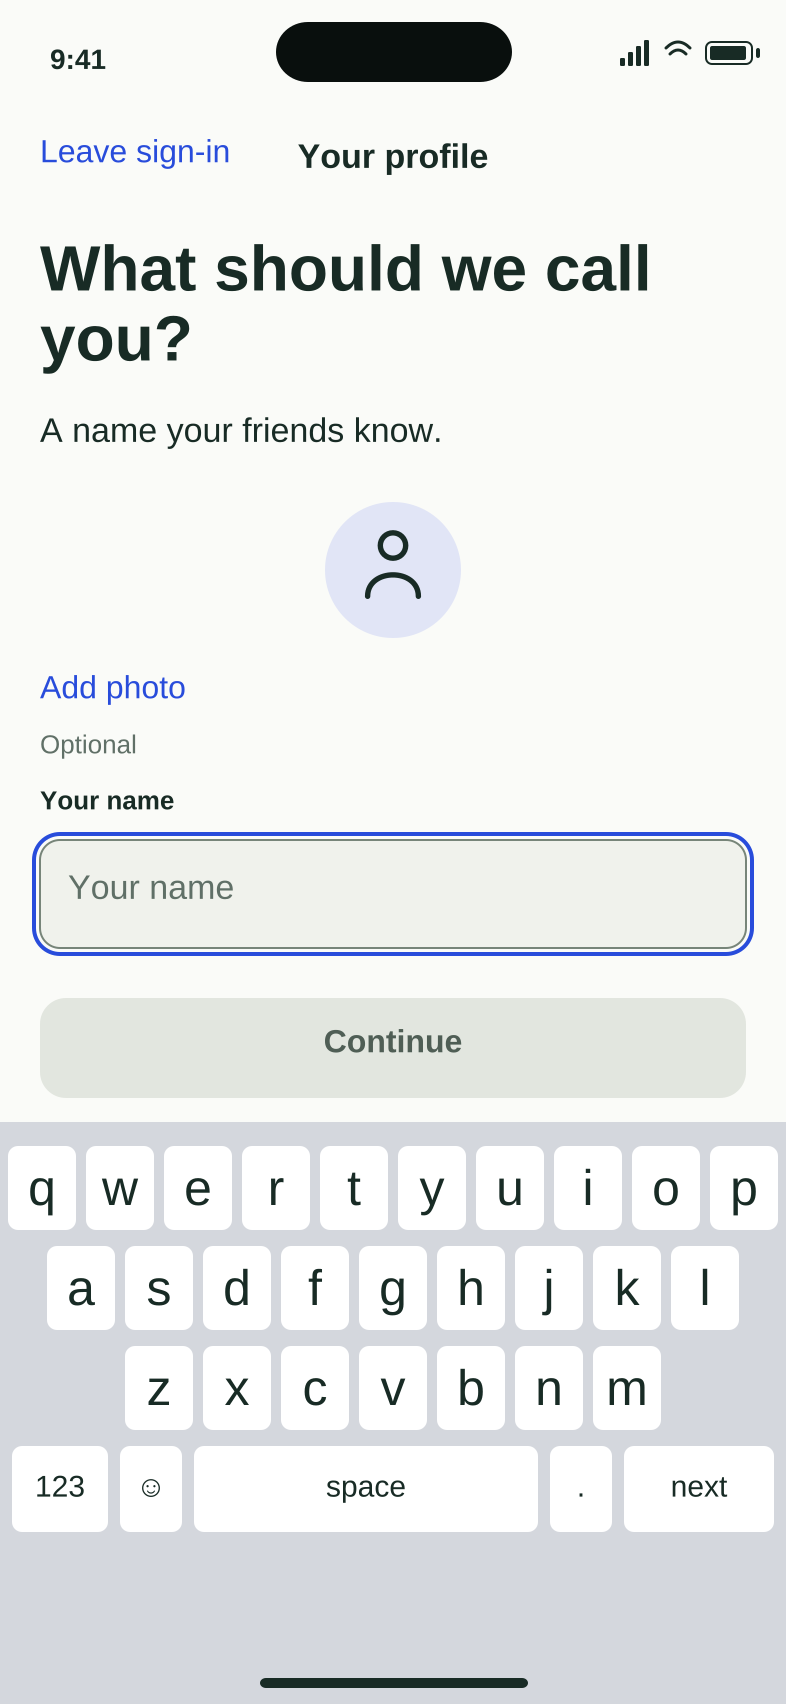 9:41
Leave sign-in
Your profile
What should we call
you?
A name your friends know.
Add photo
Optional
Your name
Your name
Continue
q w e r t y u i o p
a s d f g h j k l
z x c v b n m
123 ☺ space . next